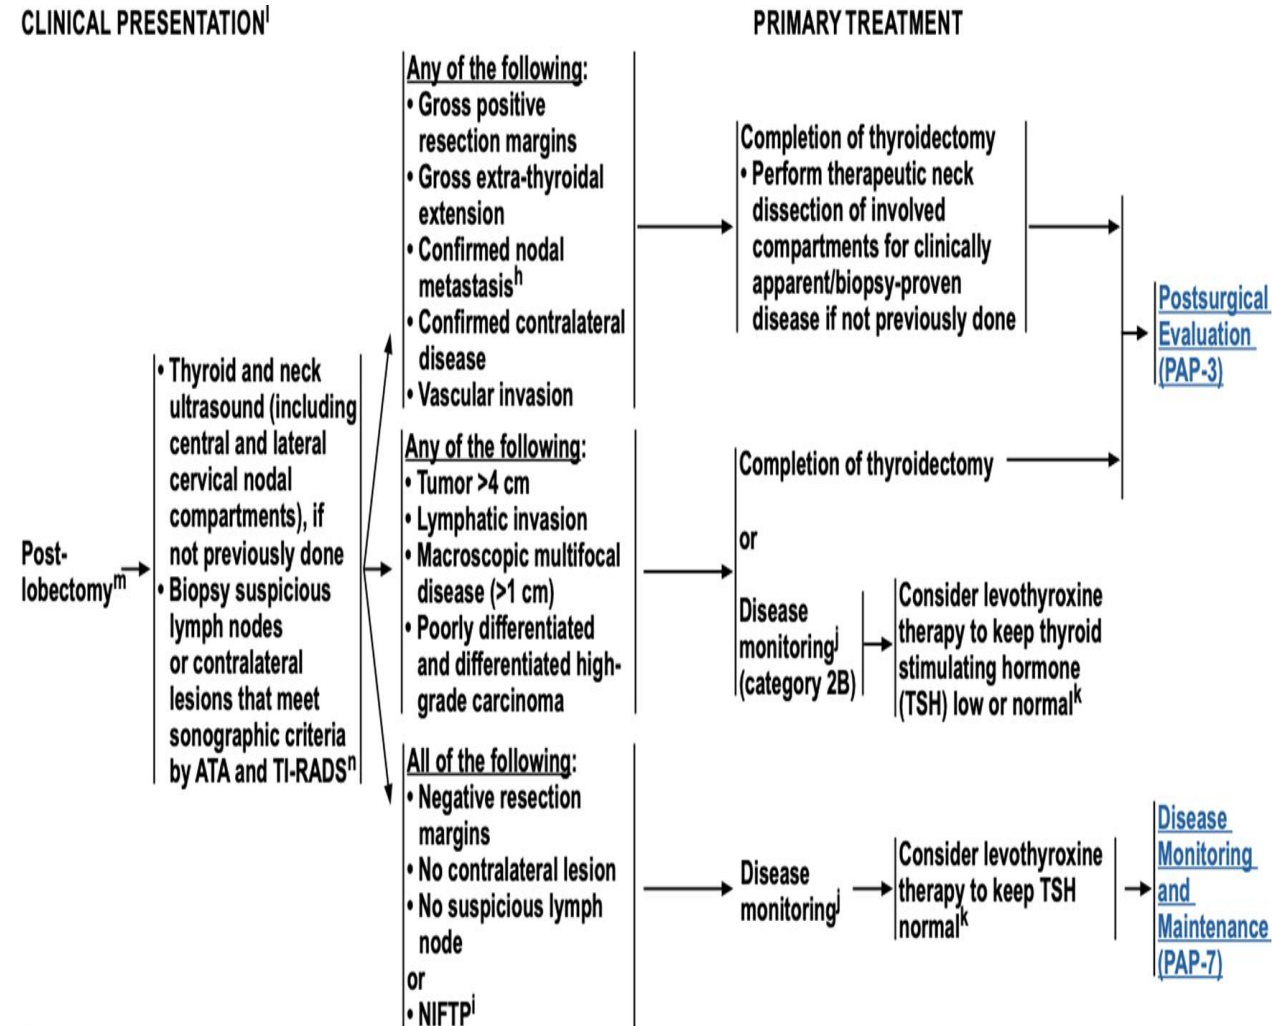 CLINICAL PRESENTATIONl
PRIMARY TREATMENT
Post-
lobectomym
• Thyroid and neck
ultrasound (including
central and lateral
cervical nodal
compartments), if
not previously done
• Biopsy suspicious
lymph nodes
or contralateral
lesions that meet
sonographic criteria
by ATA and TI-RADSn
Any of the following:
• Gross positive
resection margins
• Gross extra-thyroidal
extension
• Confirmed nodal
metastasish
• Confirmed contralateral
disease
• Vascular invasion
Completion of thyroidectomy
• Perform therapeutic neck
dissection of involved
compartments for clinically
apparent/biopsy-proven
disease if not previously done
Postsurgical
Evaluation
(PAP-3)
Any of the following:
• Tumor >4 cm
• Lymphatic invasion
• Macroscopic multifocal
disease (>1 cm)
• Poorly differentiated
and differentiated high-
grade carcinoma
Completion of thyroidectomy
or
Disease
monitoringj
(category 2B)
Consider levothyroxine
therapy to keep thyroid
stimulating hormone
(TSH) low or normalk
All of the following:
• Negative resection
margins
• No contralateral lesion
• No suspicious lymph
node
or
• NIFTPi
Disease
monitoringj
Consider levothyroxine
therapy to keep TSH
normalk
Disease
Monitoring
and
Maintenance
(PAP-7)